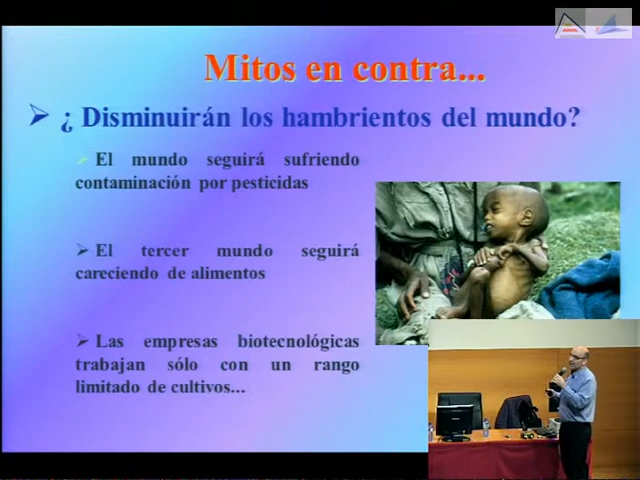 Mitos en contra...
¿ Disminuirán los hambrientos del mundo?
El mundo seguirá sufriendo
contaminación por pesticidas
El tercer mundo seguirá
careciendo de alimentos
Las empresas biotecnológicas
trabajan sólo con un rango
limitado de cultivos...